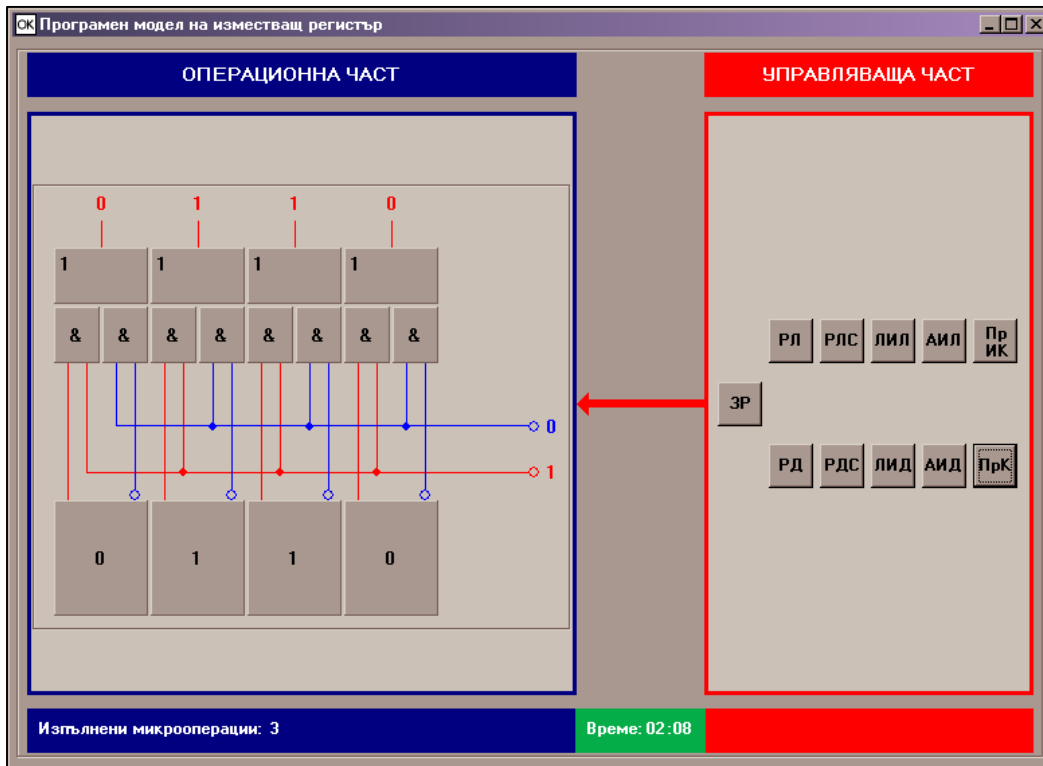 OK Програмен модел на изместващ регистър
ОПЕРАЦИОННА ЧАСТ
УПРАВЛЯВАЩА ЧАСТ
0 1 1 0
1 1 1 1
& & & & & & & &
РЛ РЛС ЛИЛ АИЛ Пр ИК
ЗР
0
1
РД РДС ЛИД АИД ПрК
0 1 1 0
Изпълнени микрооперации: 3
Време: 02:08